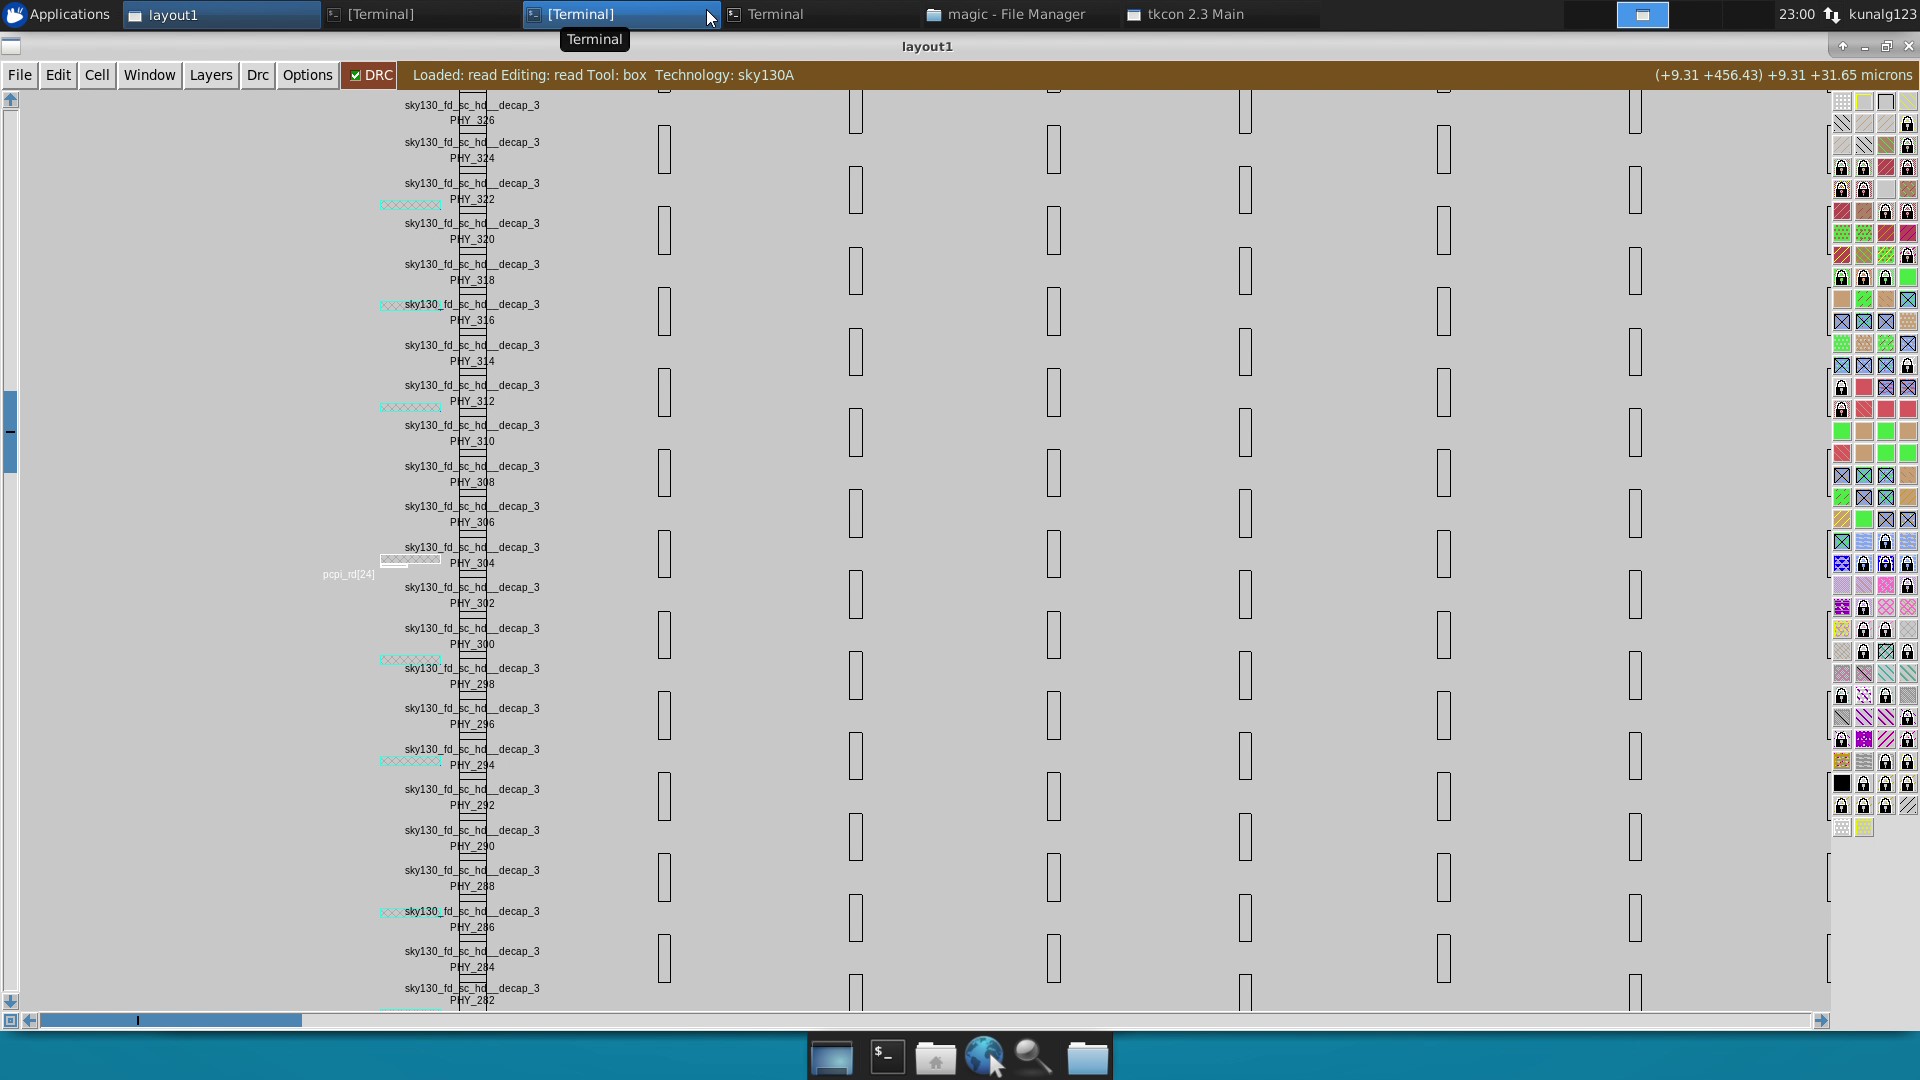 Applications
layout1
[Terminal]
[Terminal]
Terminal
magic - File Manager
tkcon 2.3 Main
23:00
kunalg123
Terminal
layout1
File Edit Cell Window Layers Drc Options DRC Loaded: read Editing: read Tool: box Technology: sky130A (+9.31 +456.43) +9.31 +31.65 microns
sky130_fd_sc_hd__decap_3
PHY_326
sky130_fd_sc_hd__decap_3
PHY_324
sky130_fd_sc_hd__decap_3
PHY_322
sky130_fd_sc_hd__decap_3
PHY_320
sky130_fd_sc_hd__decap_3
PHY_318
sky130_fd_sc_hd__decap_3
PHY_316
sky130_fd_sc_hd__decap_3
PHY_314
sky130_fd_sc_hd__decap_3
PHY_312
sky130_fd_sc_hd__decap_3
PHY_310
sky130_fd_sc_hd__decap_3
PHY_308
sky130_fd_sc_hd__decap_3
PHY_306
sky130_fd_sc_hd__decap_3
PHY_304
pcpi_rd[24]
sky130_fd_sc_hd__decap_3
PHY_302
sky130_fd_sc_hd__decap_3
PHY_300
sky130_fd_sc_hd__decap_3
PHY_298
sky130_fd_sc_hd__decap_3
PHY_296
sky130_fd_sc_hd__decap_3
PHY_294
sky130_fd_sc_hd__decap_3
PHY_292
sky130_fd_sc_hd__decap_3
PHY_290
sky130_fd_sc_hd__decap_3
PHY_288
sky130_fd_sc_hd__decap_3
PHY_286
sky130_fd_sc_hd__decap_3
PHY_284
sky130_fd_sc_hd__decap_3
PHY_282